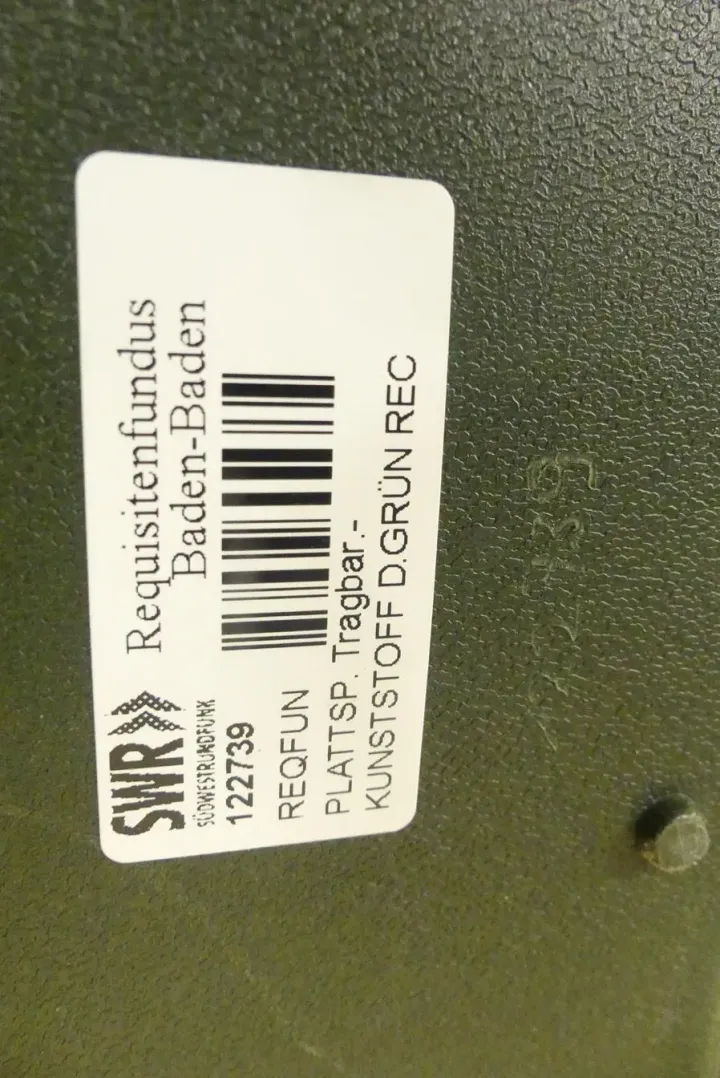 SWR
SÜDWESTRUNDFUNK
Requisitenfundus
Baden-Baden
122739
REQFUN
PLATTSP. Tragbar.-
KUNSTSTOFF D.GRÜN REC